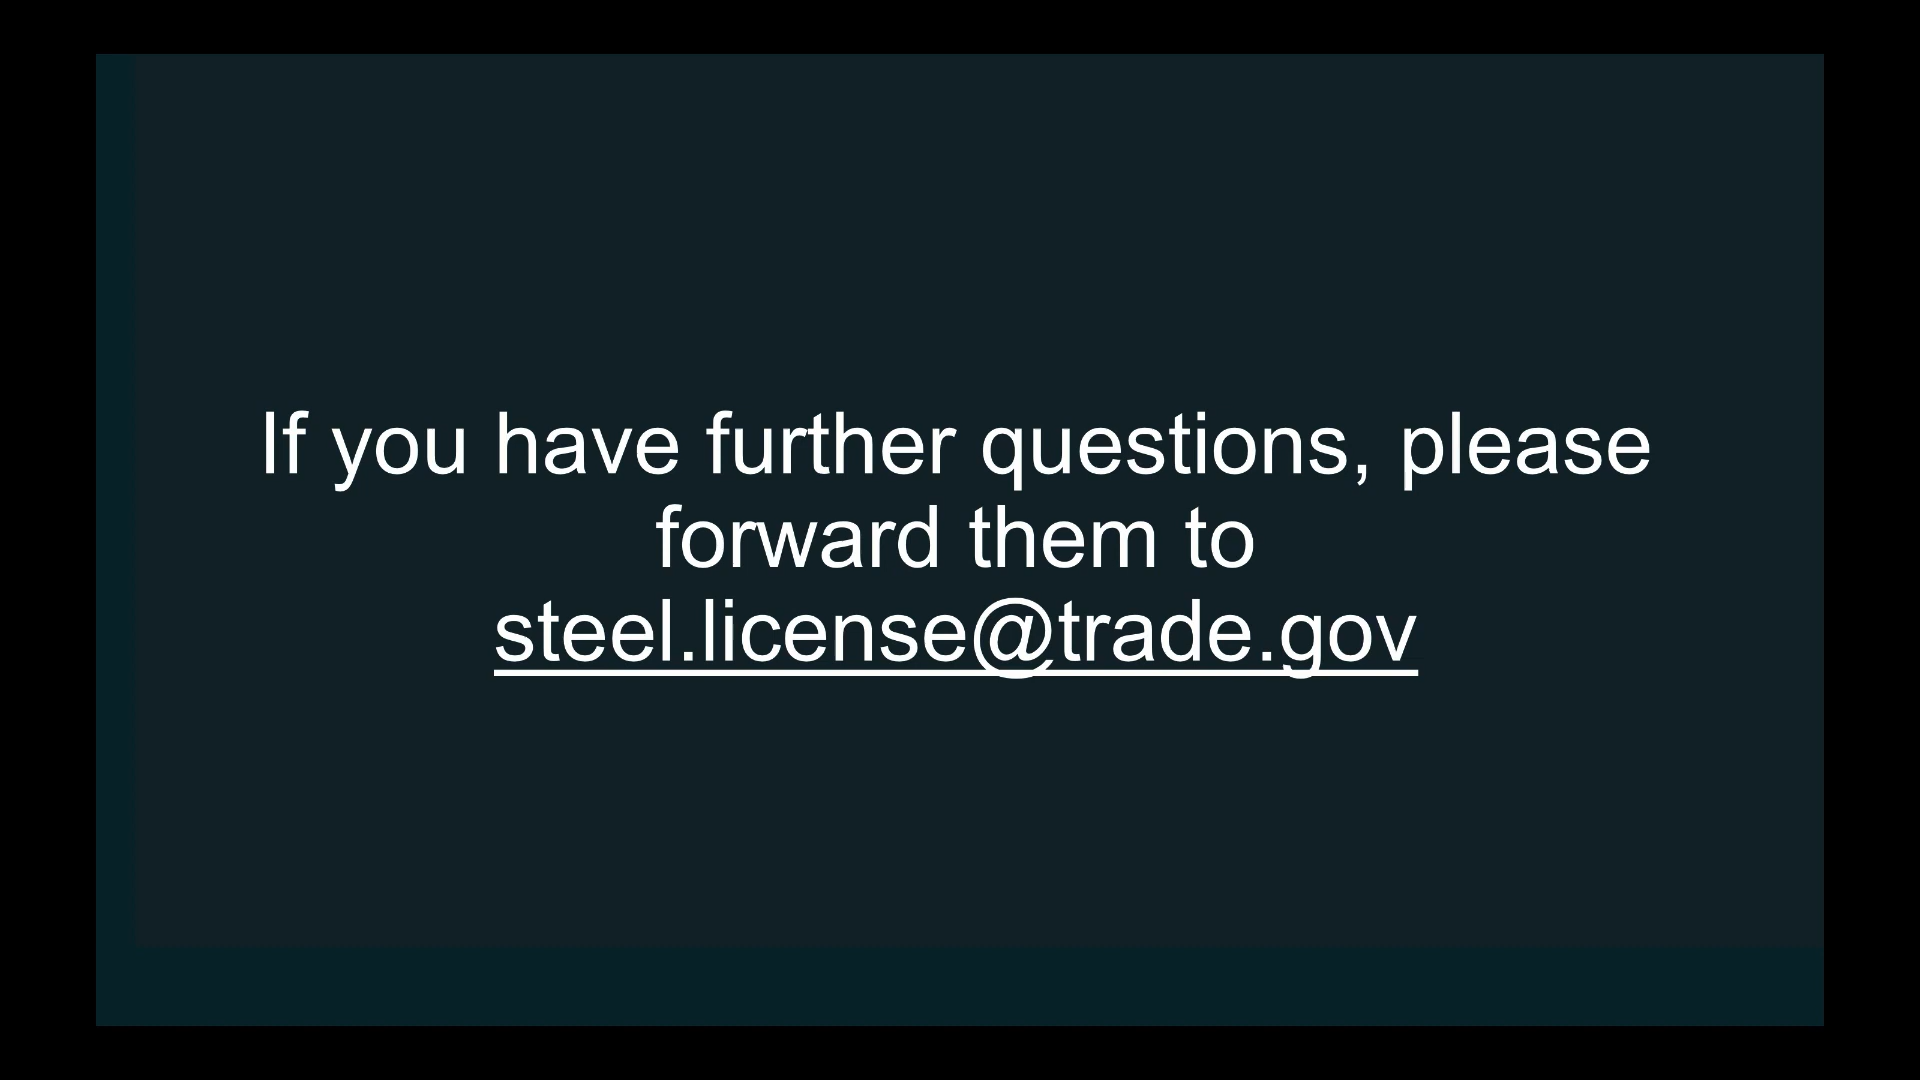 If you have further questions, please
forward them to
steel.license@trade.gov